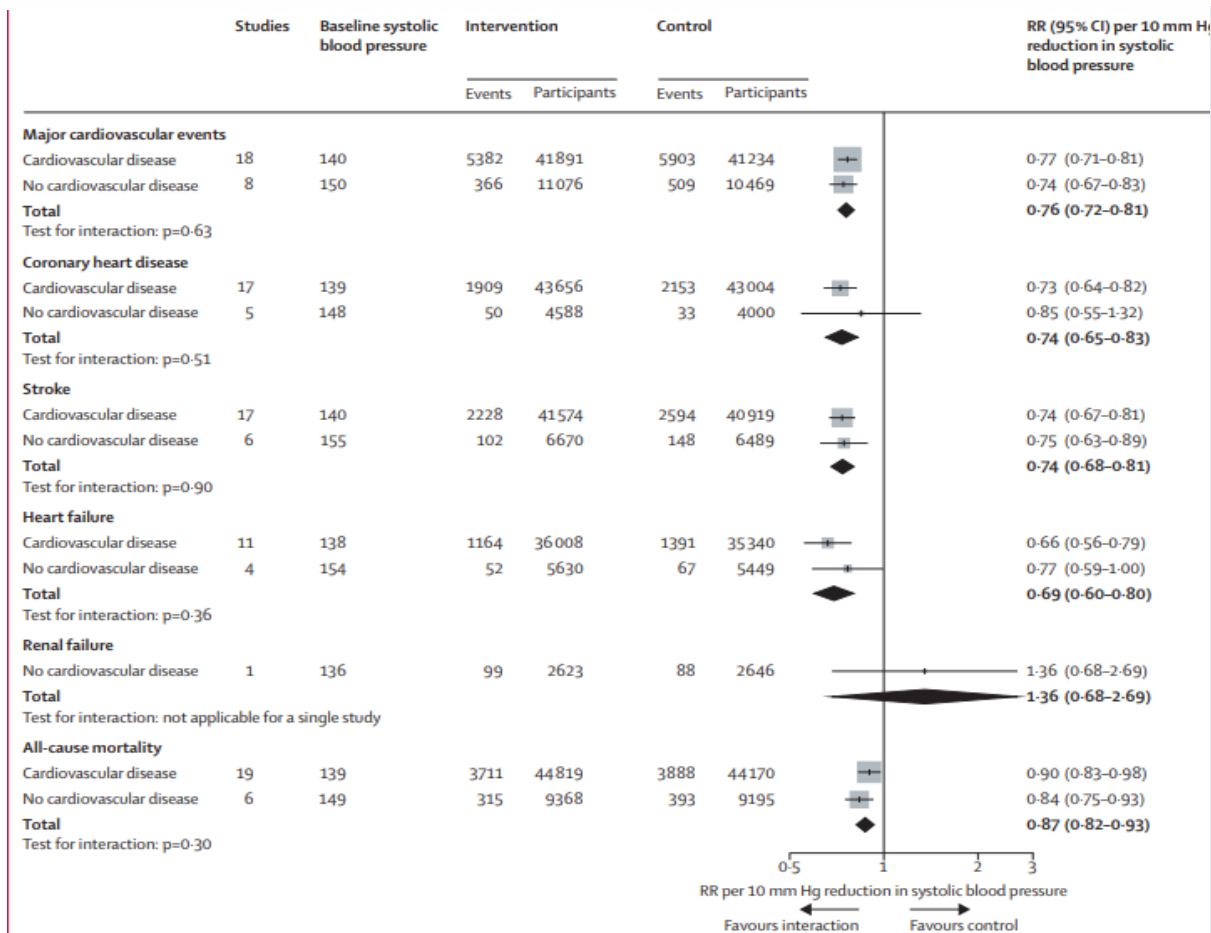 Studies Baseline systolic Intervention Control RR (95% CI) per 10 mm Hg
blood pressure reduction in systolic
blood pressure
Events Participants Events Participants
Major cardiovascular events
Cardiovascular disease 18 140 5382 41891 5903 41234 0·77 (0·71–0·81)
No cardiovascular disease 8 150 366 11076 509 10469 0·74 (0·67–0·83)
Total 0·76 (0·72–0·81)
Test for interaction: p=0·63
Coronary heart disease
Cardiovascular disease 17 139 1909 43656 2153 43004 0·73 (0·64–0·82)
No cardiovascular disease 5 148 50 4588 33 4000 0·85 (0·55–1·32)
Total 0·74 (0·65–0·83)
Test for interaction: p=0·51
Stroke
Cardiovascular disease 17 140 2228 41574 2594 40919 0·74 (0·67–0·81)
No cardiovascular disease 6 155 102 6670 148 6489 0·75 (0·63–0·89)
Total 0·74 (0·68–0·81)
Test for interaction: p=0·90
Heart failure
Cardiovascular disease 11 138 1164 36008 1391 35340 0·66 (0·56–0·79)
No cardiovascular disease 4 154 52 5630 67 5449 0·77 (0·59–1·00)
Total 0·69 (0·60–0·80)
Test for interaction: p=0·36
Renal failure
No cardiovascular disease 1 136 99 2623 88 2646 1·36 (0·68–2·69)
Total 1·36 (0·68–2·69)
Test for interaction: not applicable for a single study
All-cause mortality
Cardiovascular disease 19 139 3711 44819 3888 44170 0·90 (0·83–0·98)
No cardiovascular disease 6 149 315 9368 393 9195 0·84 (0·75–0·93)
Total 0·87 (0·82–0·93)
Test for interaction: p=0·30
0·5 1 2 3
RR per 10 mm Hg reduction in systolic blood pressure
Favours interaction Favours control